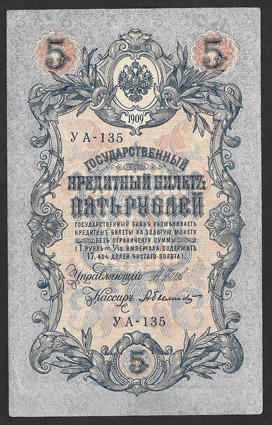 5 5
1909
УА-135
ГОСУДАРСТВЕННЫЙ
КРЕДИТНЫЙ БИЛЕТЪ
ПЯТЬ РУБЛЕЙ
ГОСУДАРСТВЕННЫЙ БАНКЪ РАЗМѢНИВАЕТЪ
КРЕДИТНЫЕ БИЛЕТЫ НА ЗОЛОТУЮ МОНЕТУ
БЕЗЪ ОГРАНИЧЕНІЯ СУММЫ
(1 РУБЛЬ = 1/15 ИМПЕРІАЛА, СОДЕРЖИТЪ
17,424 ДОЛЕЙ ЧИСТАГО ЗОЛОТА).
Управляющій
Кассиръ
УА-135
5